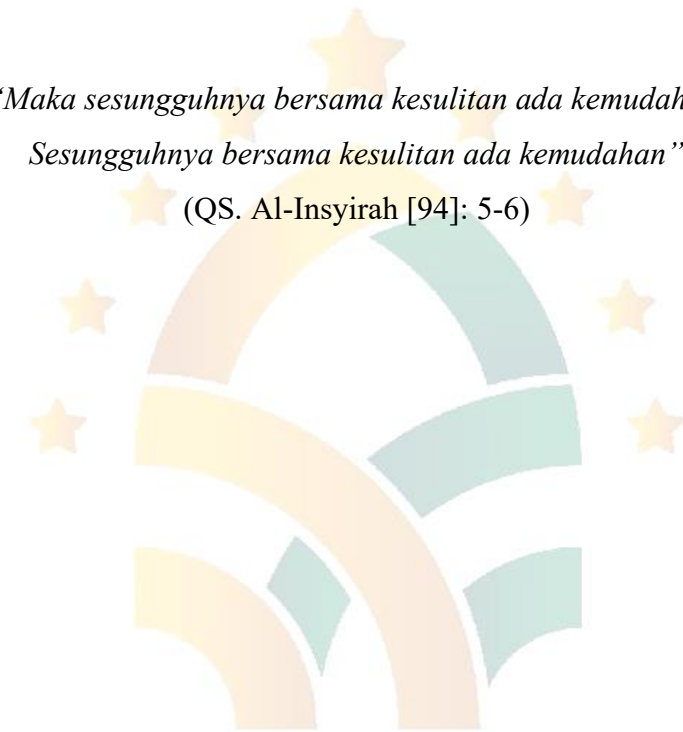 “Maka sesungguhnya bersama kesulitan ada kemudah
Sesungguhnya bersama kesulitan ada kemudahan”
(QS. Al-Insyirah [94]: 5-6)